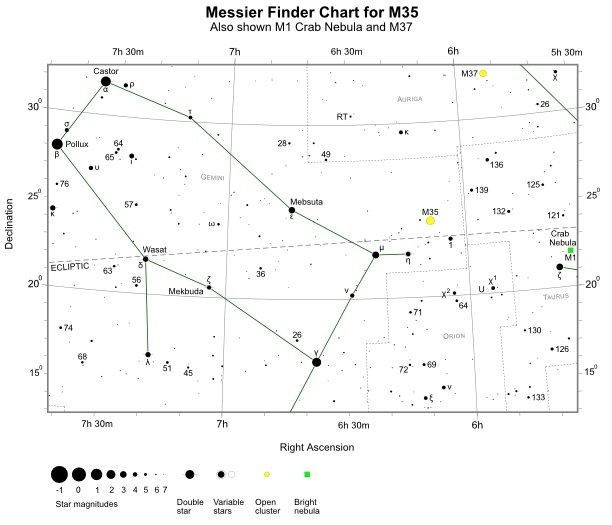 Messier Finder Chart for M35
Also shown M1 Crab Nebula and M37
7h 30m 7h 6h 30m 6h 5h 30m
Castor
α
ρ
M37
χ
AURIGA
26
30°
τ
RT
κ
σ
Pollux
β
64
65
ι
28
49
136
υ
GEMINI
76
139
125
25°
57
Mebsuta
ε
M35
132
121
κ
ω
Crab
Nebula
M1
1
μ
η
Wasat
δ
ECLIPTIC
63
36
ζ
56
Mekbuda
ζ
20°
ν
χ2
64
U
χ1
TAURUS
71
74
26
ORION
130
68
λ
51
45
γ
126
15°
72
69
ν
ξ
133
7h 30m 7h 6h 30m 6h
Declination
Right Ascension
-1 0 1 2 3 4 5 6 7
Star magnitudes
Double
star
Variable
stars
Open
cluster
Bright
nebula